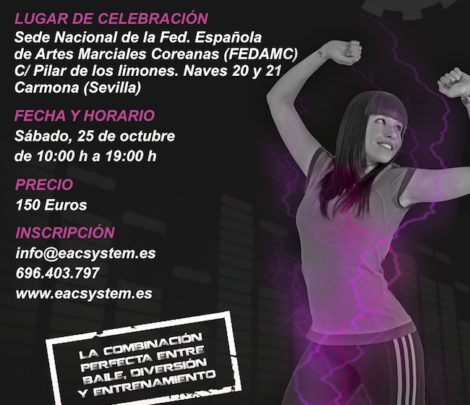 LUGAR DE CELEBRACIÓN
Sede Nacional de la Fed. Española
de Artes Marciales Coreanas (FEDAMC)
C/ Pilar de los limones. Naves 20 y 21
Carmona (Sevilla)
FECHA Y HORARIO
Sábado, 25 de octubre
de 10:00 h a 19:00 h
PRECIO
150 Euros
INSCRIPCIÓN
info@eacsystem.es
696.403.797
www.eacsystem.es
LA COMBINACIÓN
PERFECTA ENTRE
BAILE, DIVERSIÓN
Y ENTRENAMIENTO